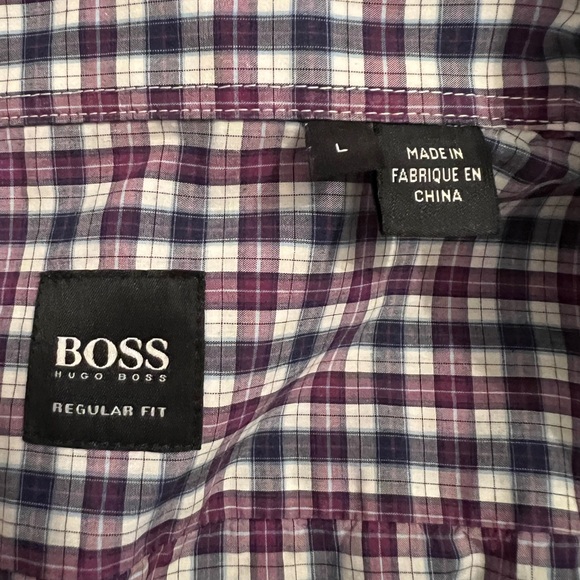 L
MADE IN
FABRIQUE EN
CHINA
BOSS
HUGO BOSS
REGULAR FIT